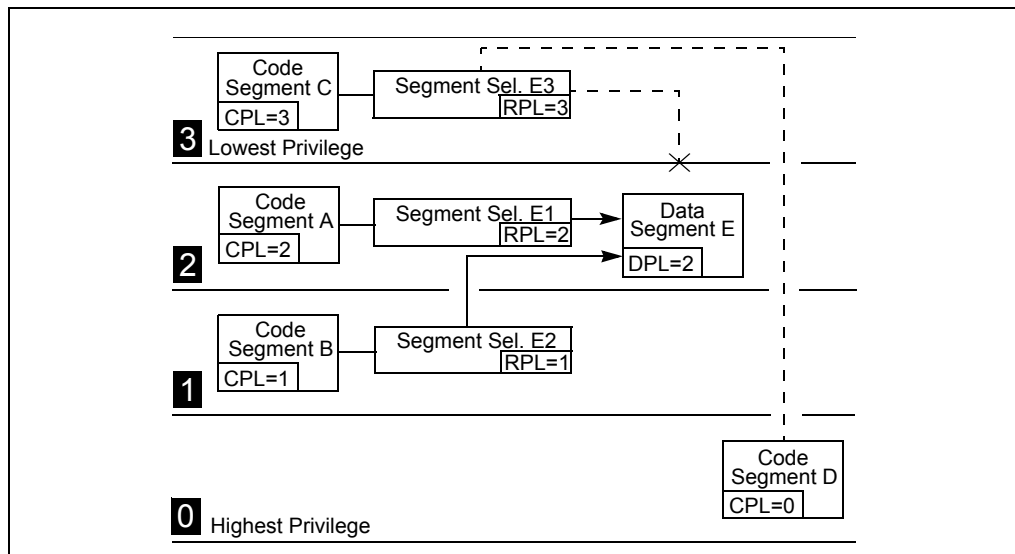 Code
Segment C
CPL=3
Segment Sel. E3
RPL=3
3 Lowest Privilege
Code
Segment A
CPL=2
Segment Sel. E1
RPL=2
Data
Segment E
DPL=2
2
Code
Segment B
CPL=1
Segment Sel. E2
RPL=1
1
Code
Segment D
CPL=0
0 Highest Privilege